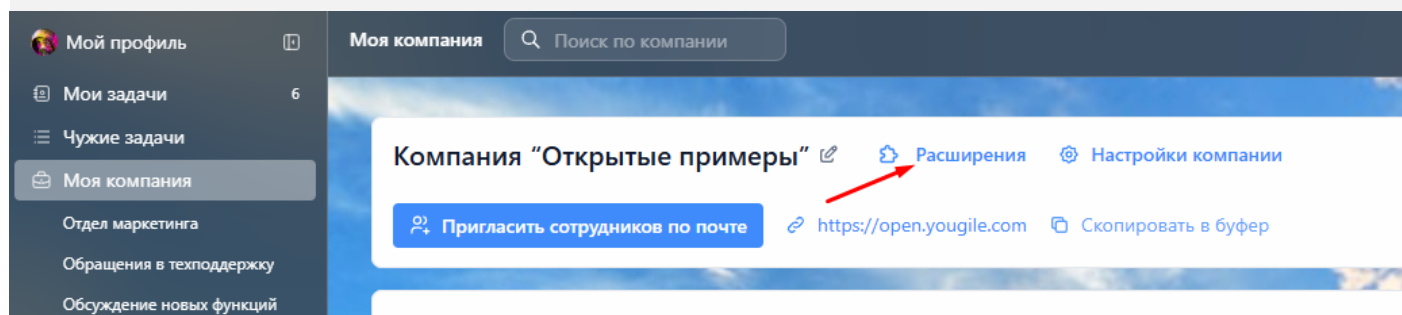 Мой профиль
Мои задачи 6
Чужие задачи
Моя компания
Отдел маркетинга
Обращения в техподдержку
Обсуждение новых функций
Моя компания Поиск по компании
Компания “Открытые примеры” Расширения Настройки компании
Пригласить сотрудников по почте https://open.yougile.com Скопировать в буфер